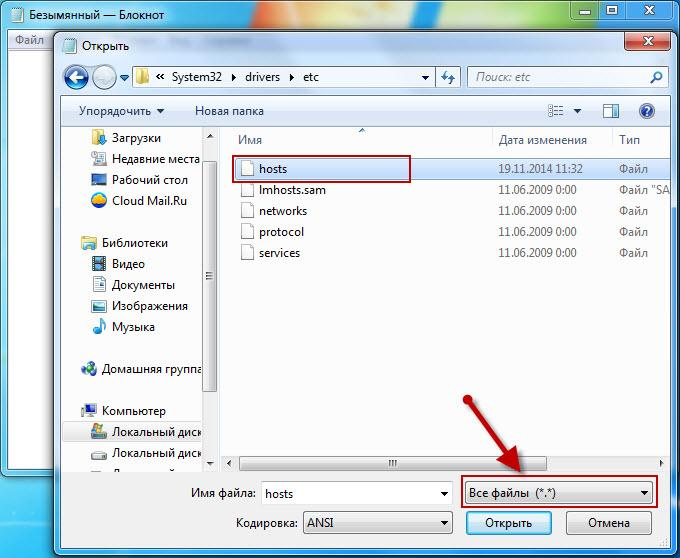 Безымянный — Блокнот
Файл
Открыть
« System32 ▸ drivers ▸ etc
Поиск: etc
Упорядочить ▾ Новая папка
Имя Дата изменения Тип
Загрузки
Недавние места
Рабочий стол
Cloud Mail.Ru
Библиотеки
Видео
Документы
Изображения
Музыка
Домашняя группа
Компьютер
Локальный диск
Локальный диск
hosts 19.11.2014 11:32 Файл
lmhosts.sam 11.06.2009 0:00 Файл "SA
networks 11.06.2009 0:00 Файл
protocol 11.06.2009 0:00 Файл
services 11.06.2009 0:00 Файл
Имя файла: hosts Все файлы (*.*)
Кодировка: ANSI Открыть Отмена